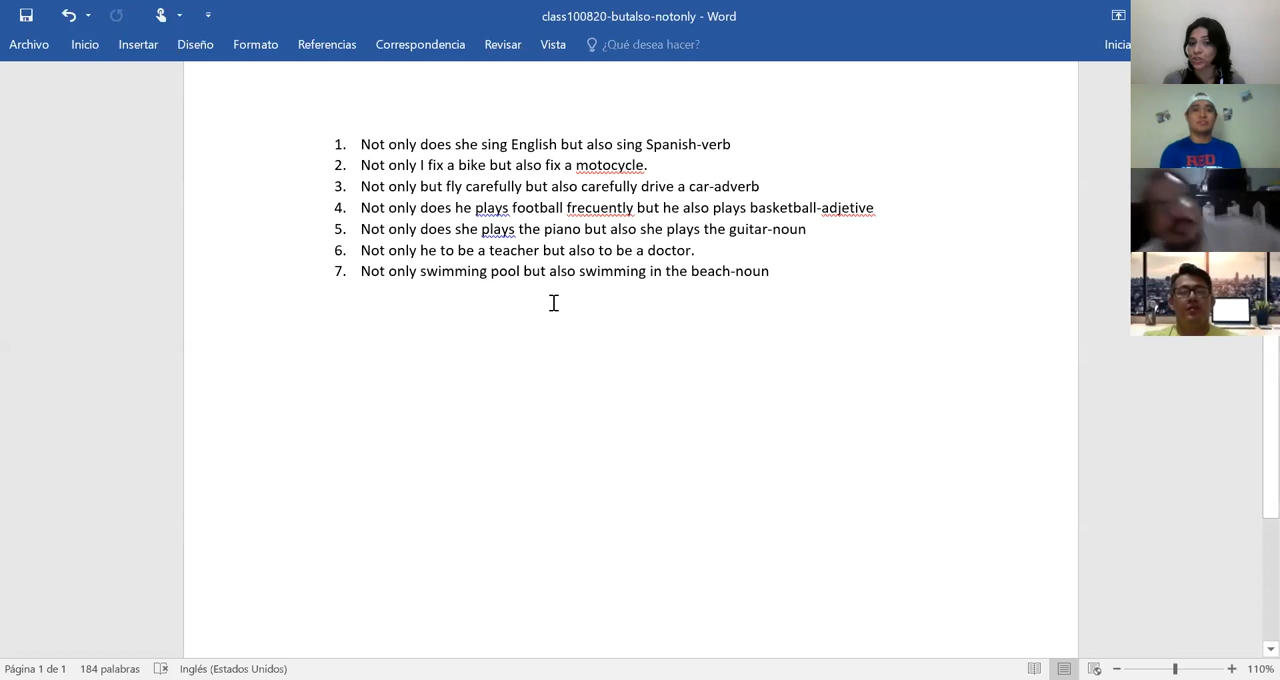 class100820-butalso-notonly - Word
Archivo Inicio Insertar Diseño Formato Referencias Correspondencia Revisar Vista ¿Qué desea hacer? Inicia
1. Not only does she sing English but also sing Spanish-verb
2. Not only I fix a bike but also fix a motocycle.
3. Not only but fly carefully but also carefully drive a car-adverb
4. Not only does he plays football frecuently but he also plays basketball-adjetive
5. Not only does she plays the piano but also she plays the guitar-noun
6. Not only he to be a teacher but also to be a doctor.
7. Not only swimming pool but also swimming in the beach-noun
RED
Página 1 de 1 184 palabras Inglés (Estados Unidos) 110%